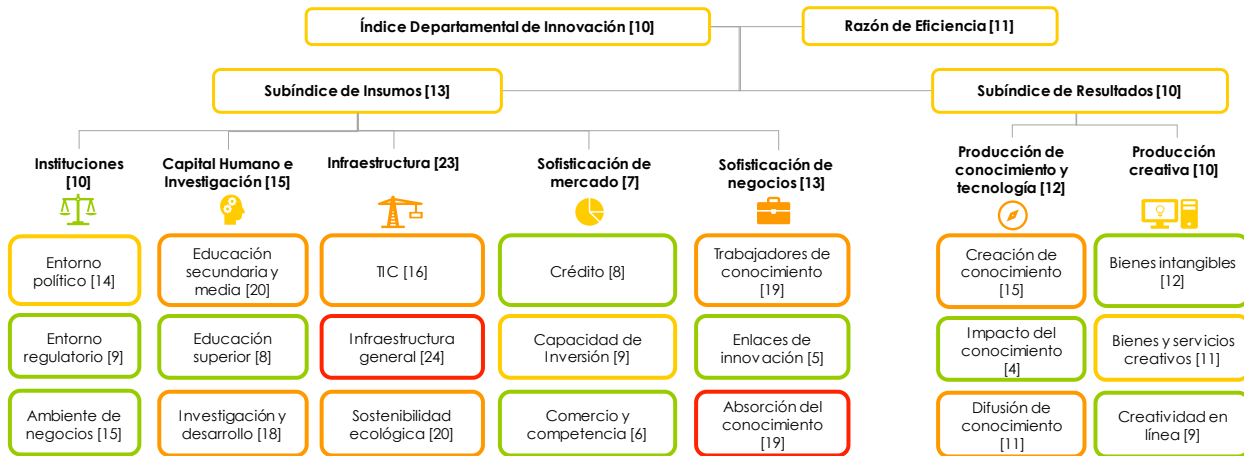 Índice Departamental de Innovación [10]
Razón de Eficiencia [11]
Subíndice de Insumos [13]
Subíndice de Resultados [10]
Instituciones
[10]
Capital Humano e
Investigación [15]
Infraestructura [23]
Sofisticación de
mercado [7]
Sofisticación de
negocios [13]
Producción de
conocimiento y
tecnología [12]
Producción
creativa [10]
Entorno
político [14]
Educación
secundaria y
media [20]
TIC [16]
Crédito [8]
Trabajadores de
conocimiento
[19]
Creación de
conocimiento
[15]
Bienes intangibles
[12]
Entorno
regulatorio [9]
Educación
superior [8]
Infraestructura
general [24]
Capacidad de
Inversión [9]
Enlaces de
innovación [5]
Impacto del
conocimiento
[4]
Bienes y servicios
creativos [11]
Ambiente de
negocios [15]
Investigación y
desarrollo [18]
Sostenibilidad
ecológica [20]
Comercio y
competencia [6]
Absorción del
conocimiento
[19]
Difusión de
conocimiento
[11]
Creatividad en
línea [9]